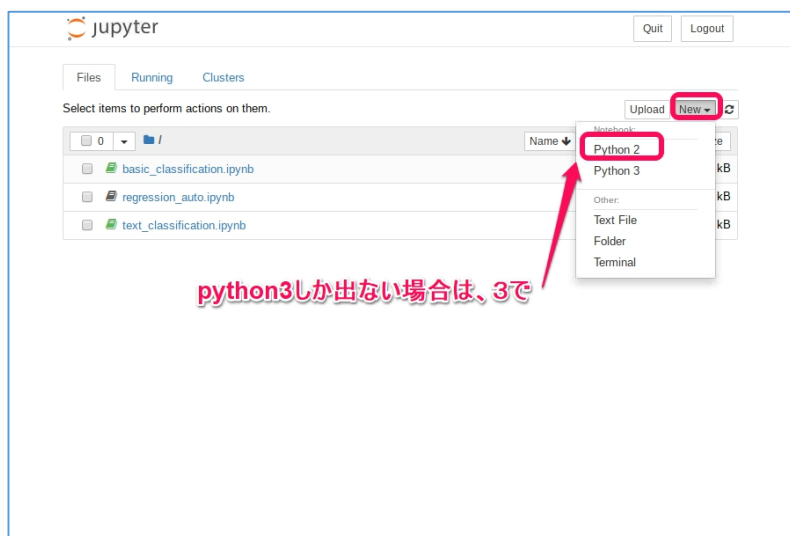 jupyter
Quit Logout
Files Running Clusters
Select items to perform actions on them.
Upload New
Notebook:
0 / Name
Python 2
basic_classification.ipynb kB
Python 3
regression_auto.ipynb kB
Other:
text_classification.ipynb kB
Text File
Folder
Terminal
python3しか出ない場合は、3で